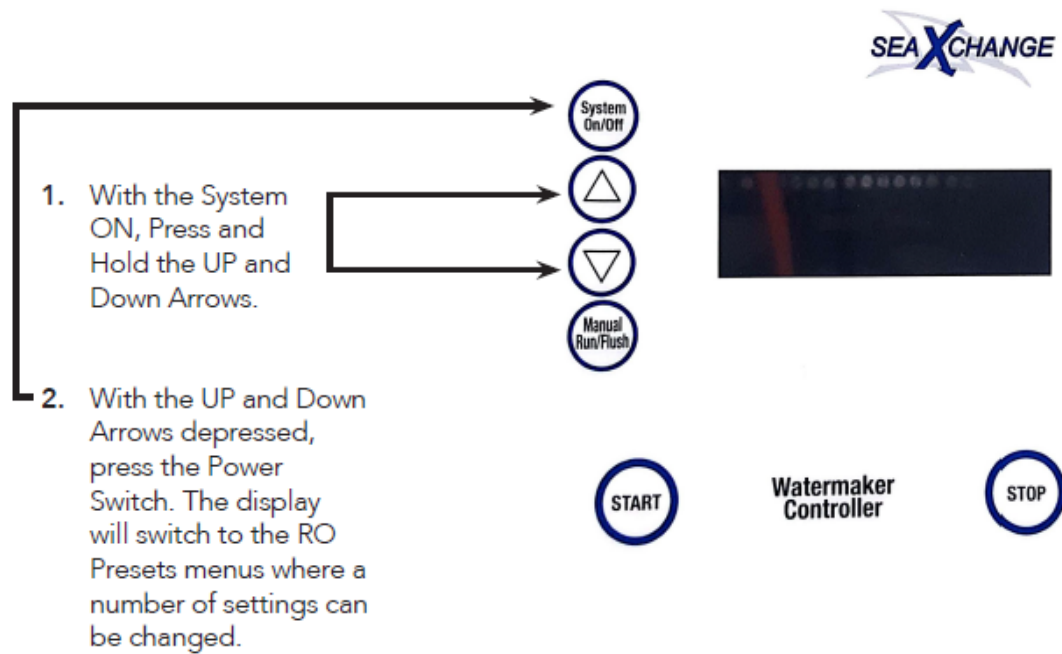 SEAXCHANGE
System
On/Off
1. With the System
ON, Press and
Hold the UP and
Down Arrows.
Manual
Run/Flush
2. With the UP and Down
Arrows depressed,
press the Power
Switch. The display
will switch to the RO
Presets menus where a
number of settings can
be changed.
START
Watermaker
Controller
STOP